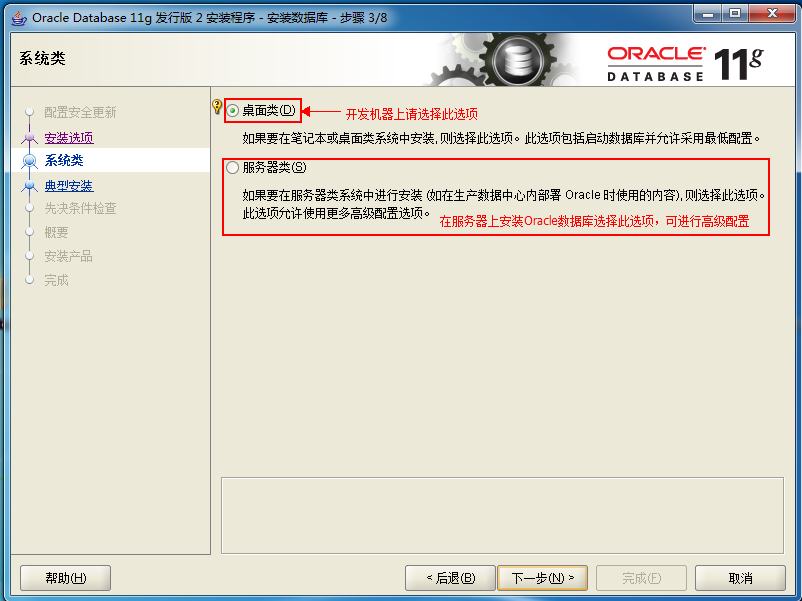 Oracle Database 11g 发行版 2 安装程序 - 安装数据库 - 步骤 3/8
系统类
ORACLE
DATABASE
11g
配置安全更新
安装选项
系统类
典型安装
先决条件检查
概要
安装产品
完成
桌面类(D)
开发机器上请选择此选项
如果要在笔记本或桌面类系统中安装,则选择此选项。此选项包括启动数据库并允许采用最低配置。
服务器类(S)
如果要在服务器类系统中进行安装 (如在生产数据中心内部署 Oracle 时使用的内容),则选择此选项。
此选项允许使用更多高级配置选项。
在服务器上安装Oracle数据库选择此选项，可进行高级配置
帮助(H)
< 后退(B)
下一步(N) >
完成(F)
取消